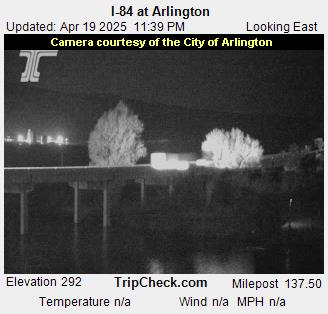 I-84 at Arlington
Updated: Apr 19 2025 11:39 PM Looking East
Camera courtesy of the City of Arlington
Elevation 292 TripCheck.com Milepost 137.50
Temperature n/a Wind n/a MPH n/a